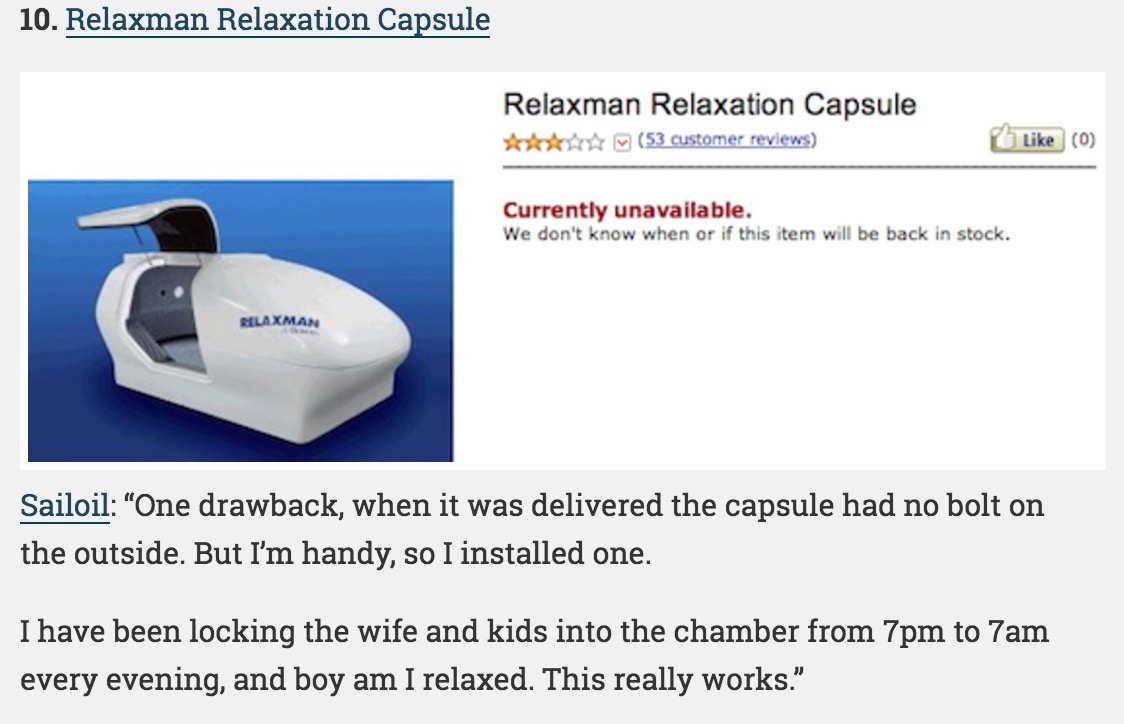 10. Relaxman Relaxation Capsule
Relaxman Relaxation Capsule
(53 customer reviews)
Like (0)
Currently unavailable.
We don't know when or if this item will be back in stock.
RELAXMAN
Sailoil: “One drawback, when it was delivered the capsule had no bolt on
the outside. But I’m handy, so I installed one.
I have been locking the wife and kids into the chamber from 7pm to 7am
every evening, and boy am I relaxed. This really works.”